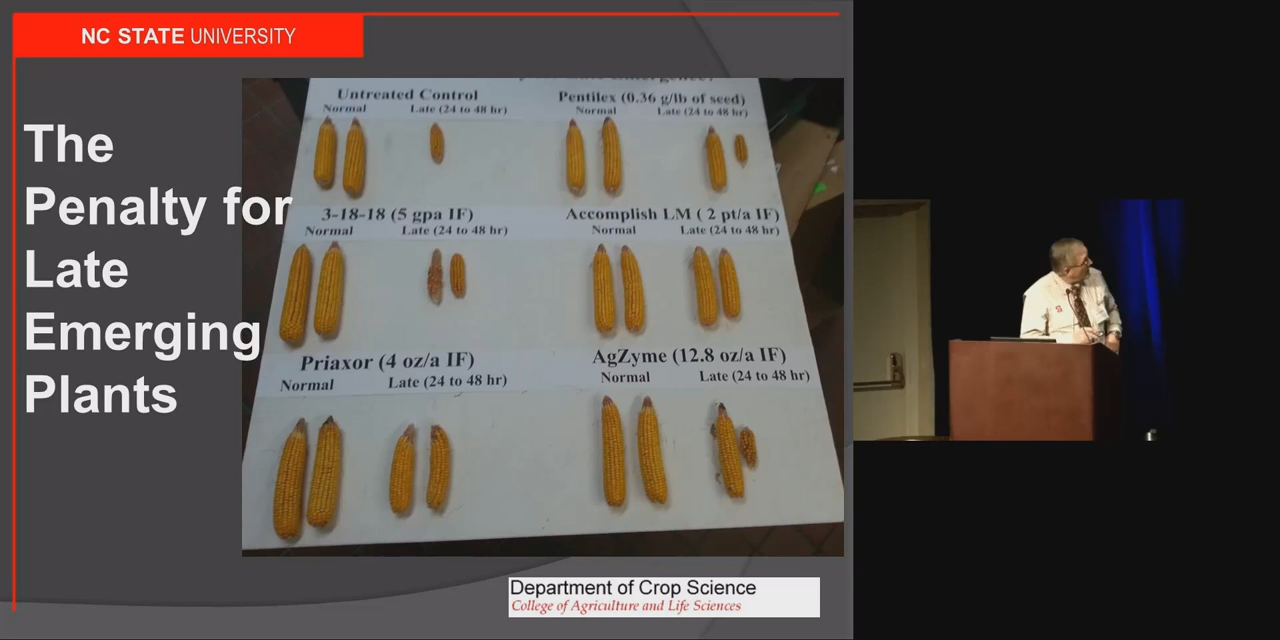 NC STATE UNIVERSITY
The
Penalty for
Late
Emerging
Plants
Untreated Control
Normal Late (24 to 48 hr)
Pentilex (0.36 g/lb of seed)
Normal Late (24 to 48 hr)
3-18-18 (5 gpa IF)
Normal Late (24 to 48 hr)
Accomplish LM ( 2 pt/a IF)
Normal Late (24 to 48 hr)
Priaxor (4 oz/a IF)
Normal Late (24 to 48 hr)
AgZyme (12.8 oz/a IF)
Normal Late (24 to 48 hr)
Department of Crop Science
College of Agriculture and Life Sciences